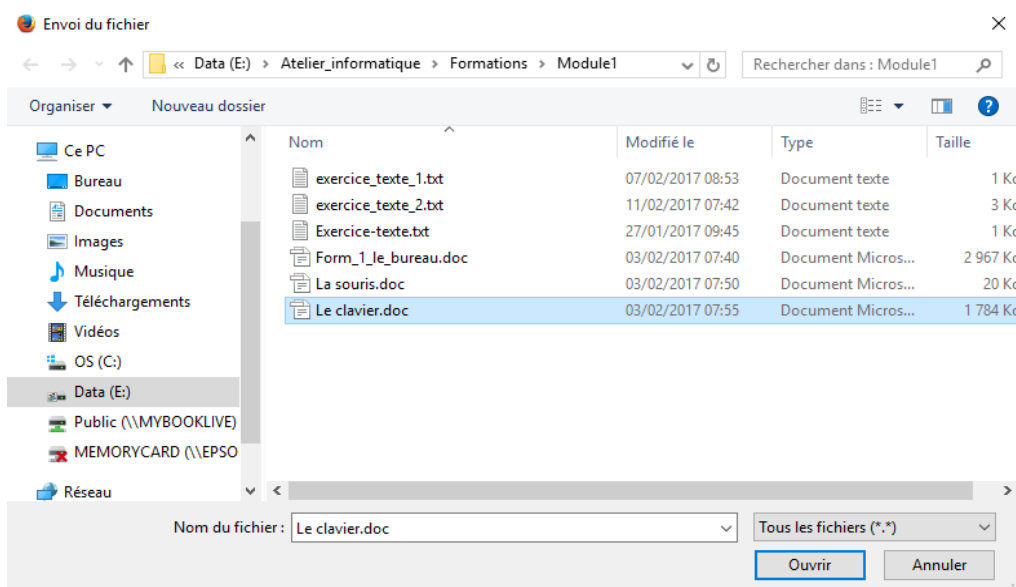 Envoi du fichier
« Data (E:) > Atelier_informatique > Formations > Module1
Rechercher dans : Module1
Organiser Nouveau dossier
Nom Modifié le Type Taille
Ce PC
Bureau
Documents
Images
Musique
Téléchargements
Vidéos
OS (C:)
Data (E:)
Public (\\MYBOOKLIVE)
MEMORYCARD (\\EPSO
Réseau
exercice_texte_1.txt 07/02/2017 08:53 Document texte 1 Ko
exercice_texte_2.txt 11/02/2017 07:42 Document texte 3 Ko
Exercice-texte.txt 27/01/2017 09:45 Document texte 1 Ko
Form_1_le_bureau.doc 03/02/2017 07:40 Document Micros... 2 967 Ko
La souris.doc 03/02/2017 07:50 Document Micros... 20 Ko
Le clavier.doc 03/02/2017 07:55 Document Micros... 1 784 Ko
Nom du fichier : Le clavier.doc Tous les fichiers (*.*)
Ouvrir Annuler